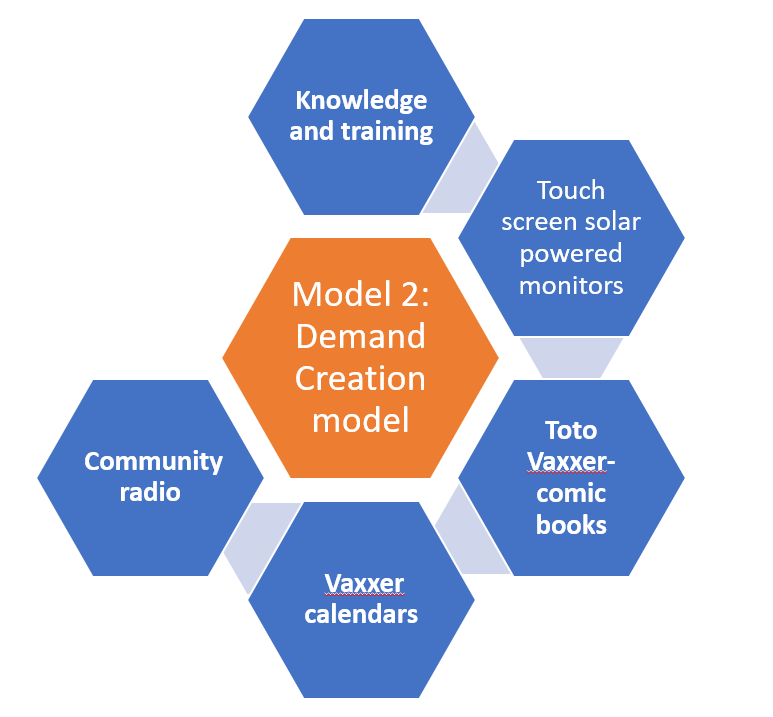 Knowledge
and training
Touch
screen solar
powered
monitors
Model 2:
Demand
Creation
model
Toto
Vaxxer-
comic
books
Community
radio
Vaxxer
calendars